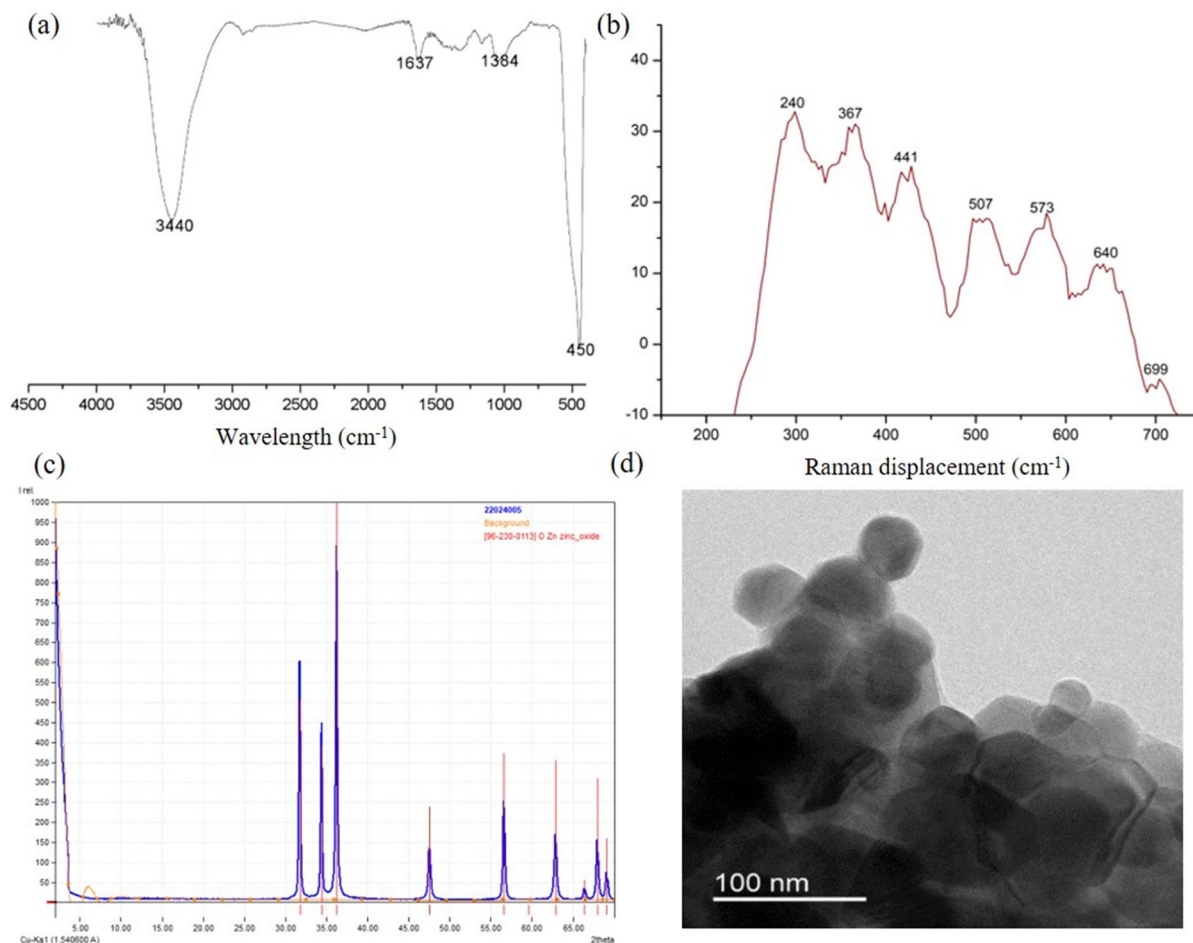 (a)
1637
1384
3440
450
4500 4000 3500 3000 2500 2000 1500 1000 500
Wavelength (cm-1)
(b)
40
30
20
10
0
-10
240
367
441
507
573
640
699
200 300 400 500 600 700
Raman displacement (cm-1)
(c)
I rel.
1000
950
900
850
800
750
700
650
600
550
500
450
400
350
300
250
200
150
100
50
22024005
Background
[96-230-0113] O Zn zinc_oxide
5.00 10.00 15.00 20.00 25.00 30.00 35.00 40.00 45.00 50.00 55.00 60.00 65.00
Cu-Ka1 (1.540600 A)
2theta
(d)
100 nm